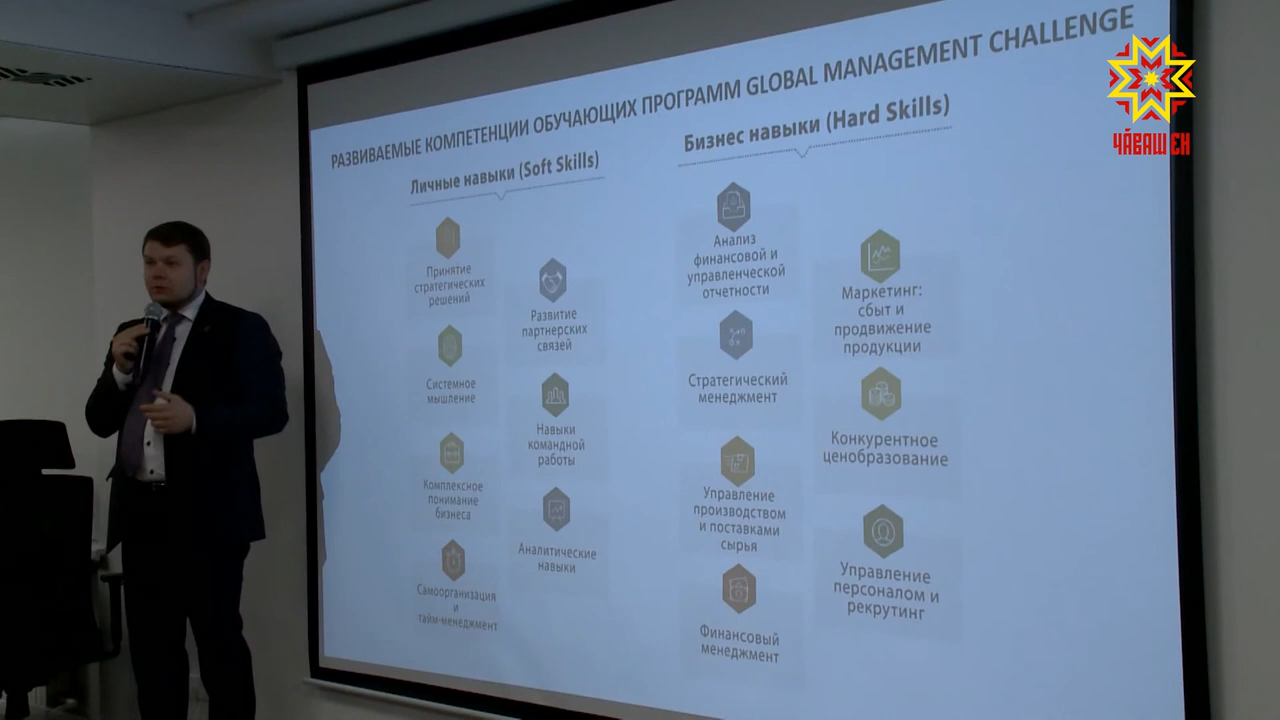 РАЗВИВАЕМЫЕ КОМПЕТЕНЦИИ ОБУЧАЮЩИХ ПРОГРАММ GLOBAL MANAGEMENT CHALLENGE
Личные навыки (Soft Skills)
Принятие
стратегических
решений
Системное
мышление
Комплексное
понимание
бизнеса
Самоорганизация
и
тайм-менеджмент
Развитие
партнерских
связей
Навыки
командной
работы
Аналитические
навыки
Бизнес навыки (Hard Skills)
Анализ
финансовой и
управленческой
отчетности
Стратегический
менеджмент
Управление
производством
и поставками
сырья
Финансовый
менеджмент
Маркетинг:
сбыт и
продвижение
продукции
Конкурентное
ценобразование
Управление
персоналом и
рекрутинг
ЧӐВАШ ЕН